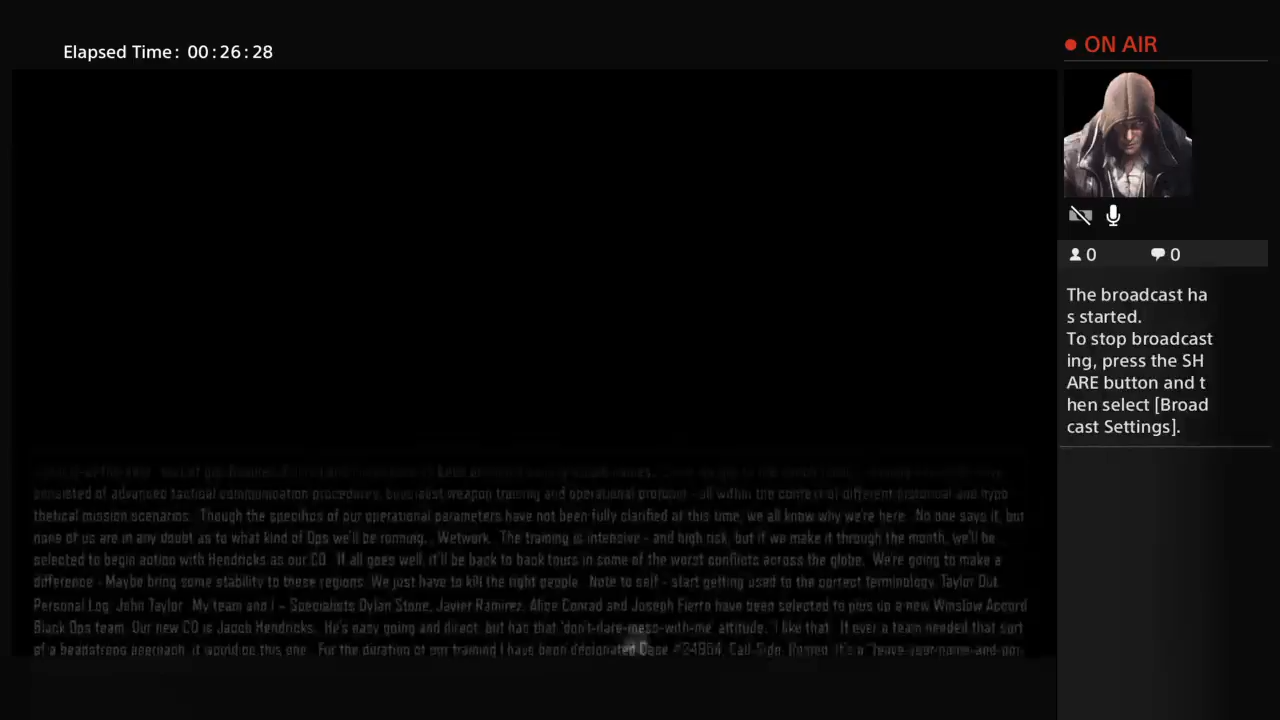 Elapsed Time: 00:26:28
ON AIR
0
0
The broadcast ha
s started.
To stop broadcast
ing, press the SH
ARE button and t
hen select [Broad
cast Settings].
consisted of advanced tactical communication procedures, weapon training and operational protocol - all within the context of different historical and hypo
thetical mission scenarios. Though the specifics of our operational parameters have not been fully clarified at this time, we all know why we're here. No one says it, but
none of us are in any doubt as to what kind of Ops we'll be running. Wetwork. The training is intensive - and high risk, but if we make it through the month, we'll be
selected to begin action with Hendricks as our CO. If all goes well, it'll be back to back tours in some of the worst conflicts across the globe. We're going to make a
difference - Maybe bring some stability to these regions. We just have to kill the right people. Note to self - start getting used to the correct terminology. Taylor Out.
Personal Log. John Taylor. My team and I - Specialists Dylan Stone, Javier Ramirez, Alice Conrad and Joseph Fierro have been selected to plus up a new Winslow Accord
Black Ops team. Our new CO is Jacob Hendricks. He's easy going and direct, but has that 'don't-dare-mess-with-me' attitude. I like that. If ever a team needed that sort
of a headstrong approach, it would be this one. For the duration of our training I have been designated Case Call-Side, Romeo. It's a